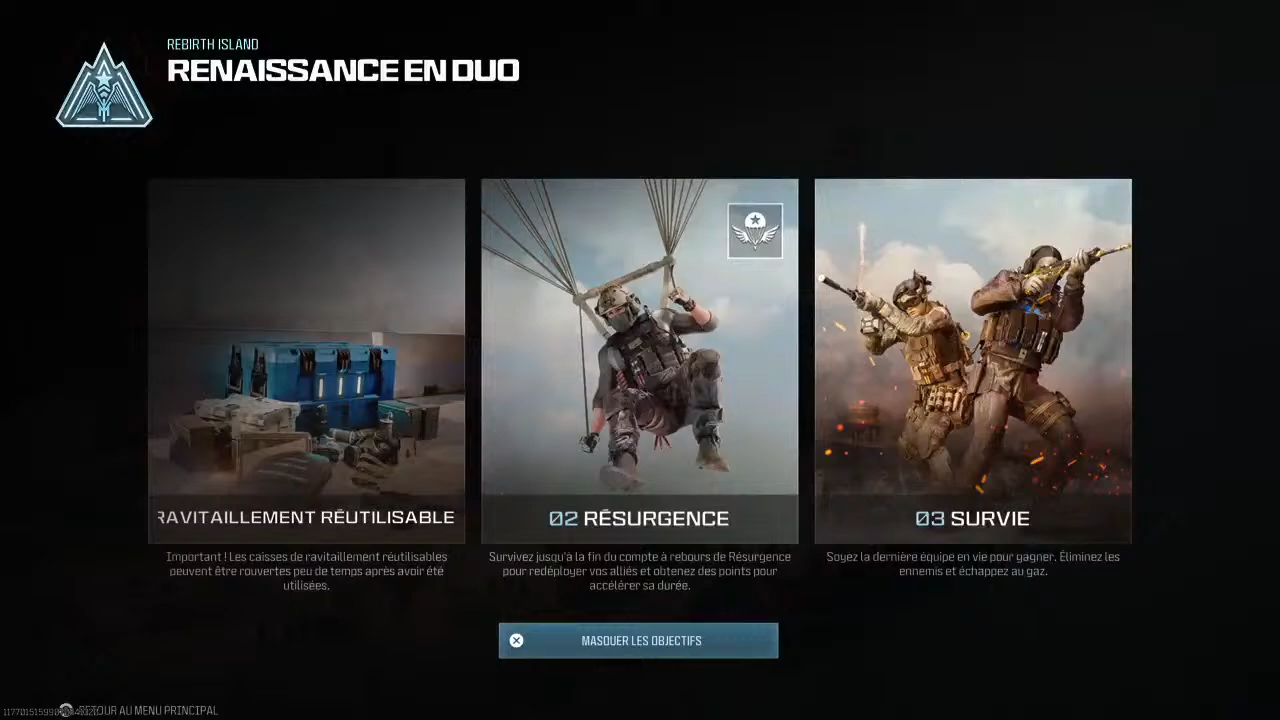 REBIRTH ISLAND
RENAISSANCE EN DUO
RAVITAILLEMENT RÉUTILISABLE
02 RÉSURGENCE
03 SURVIE
Important ! Les caisses de ravitaillement réutilisables
peuvent être rouvertes peu de temps après avoir été
utilisées.
Survivez jusqu'à la fin du compte à rebours de Résurgence
pour redéployer vos alliés et obtenez des points pour
accélérer sa durée.
Soyez la dernière équipe en vie pour gagner. Éliminez les
ennemis et échappez au gaz.
MASQUER LES OBJECTIFS
RETOUR AU MENU PRINCIPAL